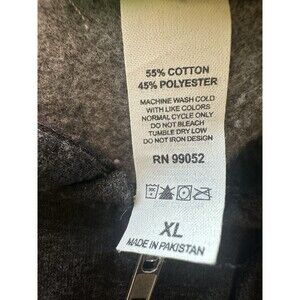 55% COTTON
45% POLYESTER
MACHINE WASH COLD
WITH LIKE COLORS
NORMAL CYCLE ONLY
DO NOT BLEACH
TUMBLE DRY LOW
DO NOT IRON DESIGN
RN 99052
XL
MADE IN PAKISTAN